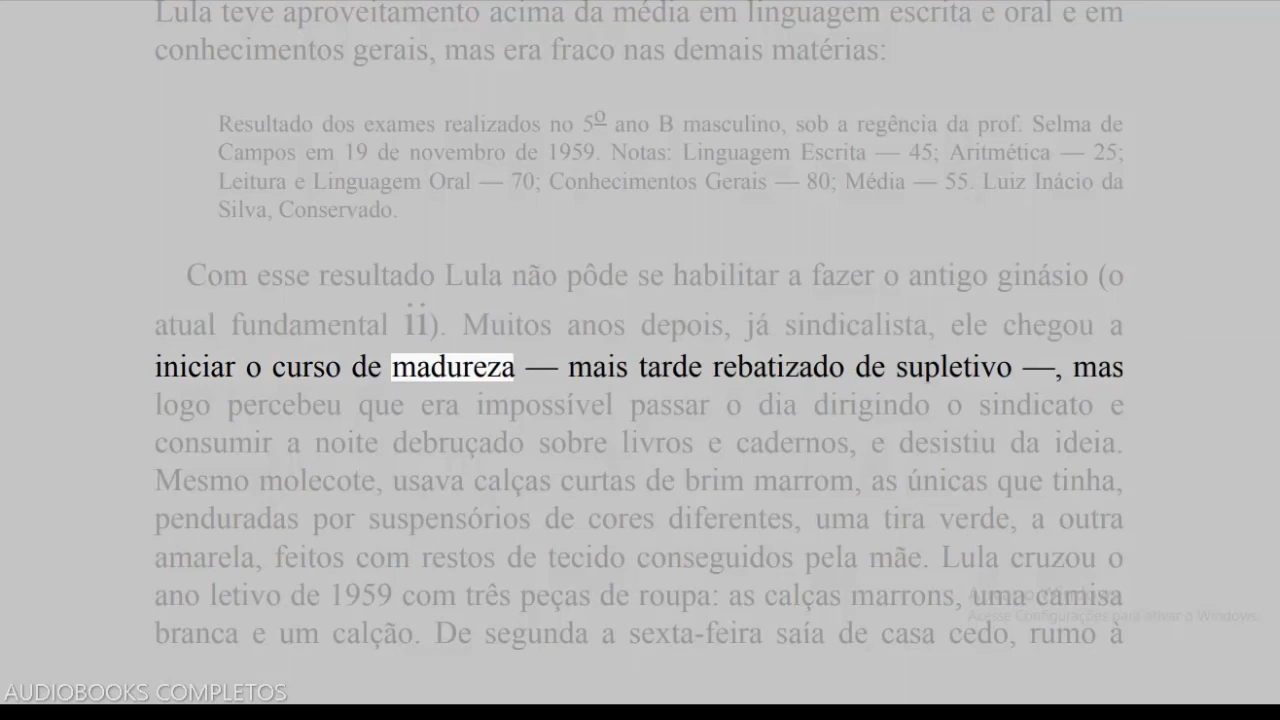 Lula teve aproveitamento acima da média em linguagem escrita e oral e em
conhecimentos gerais, mas era fraco nas demais matérias:
Resultado dos exames realizados no 5º ano B masculino, sob a regência da prof. Selma de
Campos em 19 de novembro de 1959. Notas: Linguagem Escrita — 45; Aritmética — 25;
Leitura e Linguagem Oral — 70; Conhecimentos Gerais — 80; Média — 55. Luiz Inácio da
Silva, Conservado.
Com esse resultado Lula não pôde se habilitar a fazer o antigo ginásio (o
atual fundamental ii). Muitos anos depois, já sindicalista, ele chegou a
iniciar o curso de madureza — mais tarde rebatizado de supletivo —, mas
logo percebeu que era impossível passar o dia dirigindo o sindicato e
consumir a noite debruçado sobre livros e cadernos, e desistiu da ideia.
Mesmo molecote, usava calças curtas de brim marrom, as únicas que tinha,
penduradas por suspensórios de cores diferentes, uma tira verde, a outra
amarela, feitos com restos de tecido conseguidos pela mãe. Lula cruzou o
ano letivo de 1959 com três peças de roupa: as calças marrons, uma camisa
branca e um calção. De segunda a sexta-feira saía de casa cedo, rumo à
Acesse Configurações para ativar o Windows.
AUDIOBOOKS COMPLETOS